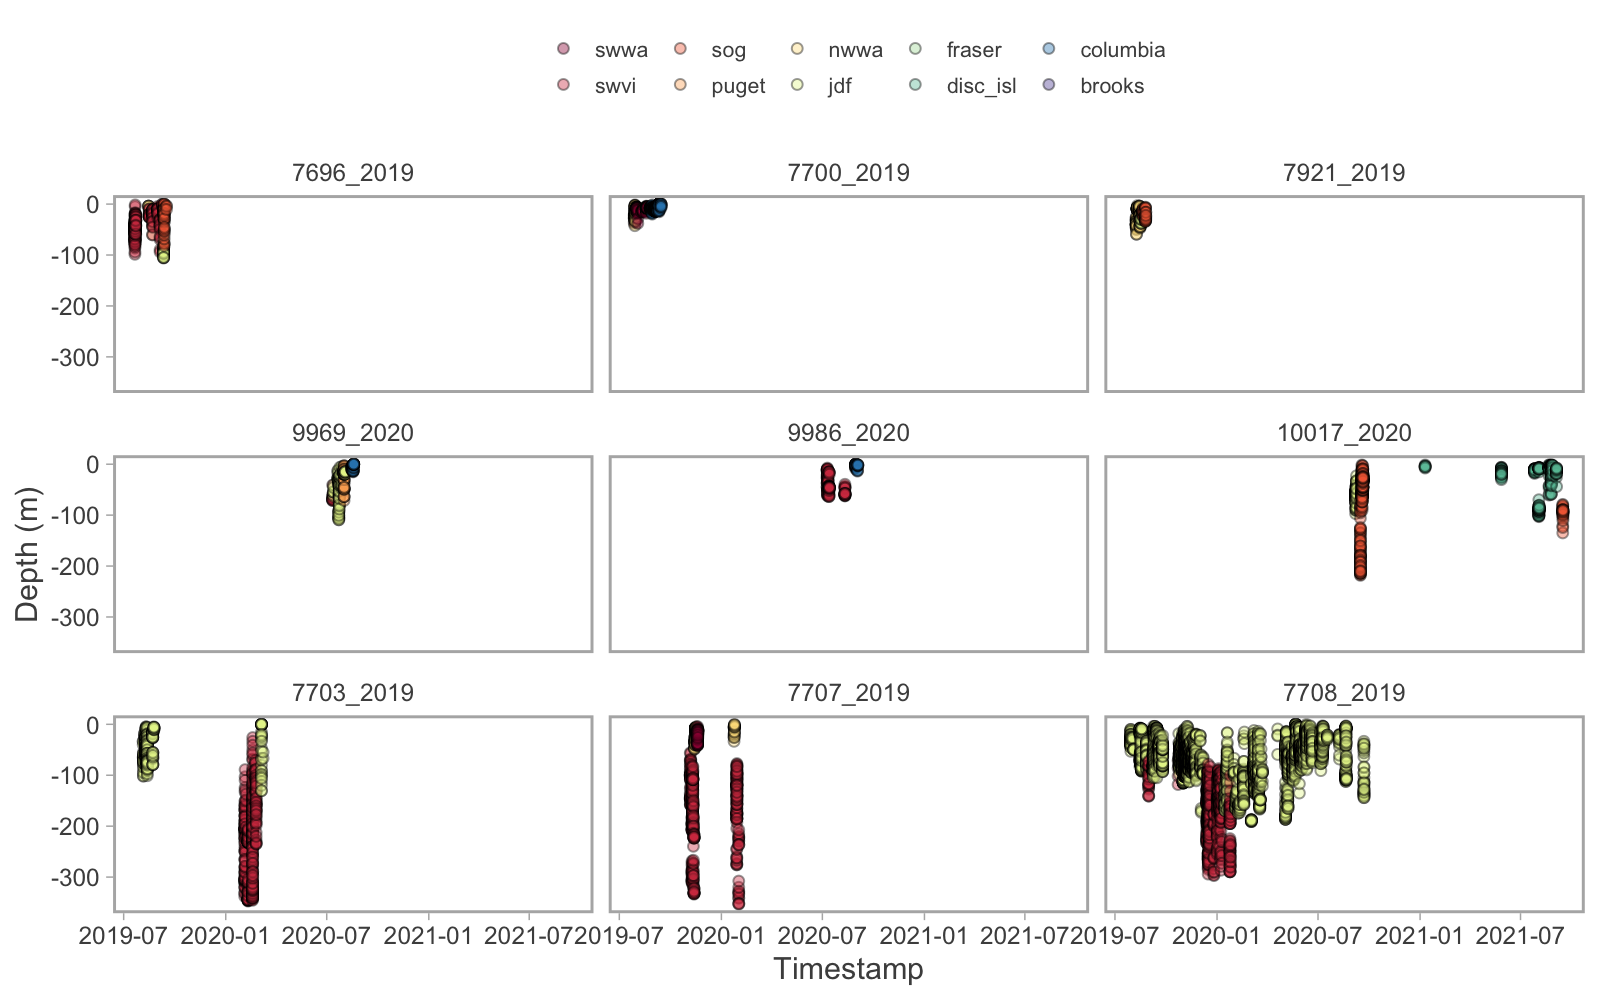 swwa sog nwwa fraser columbia
swvi puget jdf disc_isl brooks
7696_2019 7700_2019 7921_2019
0
-100
-200
-300
9969_2020 9986_2020 10017_2020
0
-100
-200
-300
Depth (m)
7703_2019 7707_2019 7708_2019
0
-100
-200
-300
2019-07 2020-01 2020-07 2021-01 2021-07 2019-07 2020-01 2020-07 2021-01 2021-07 2019-07 2020-01 2020-07 2021-01 2021-07
Timestamp